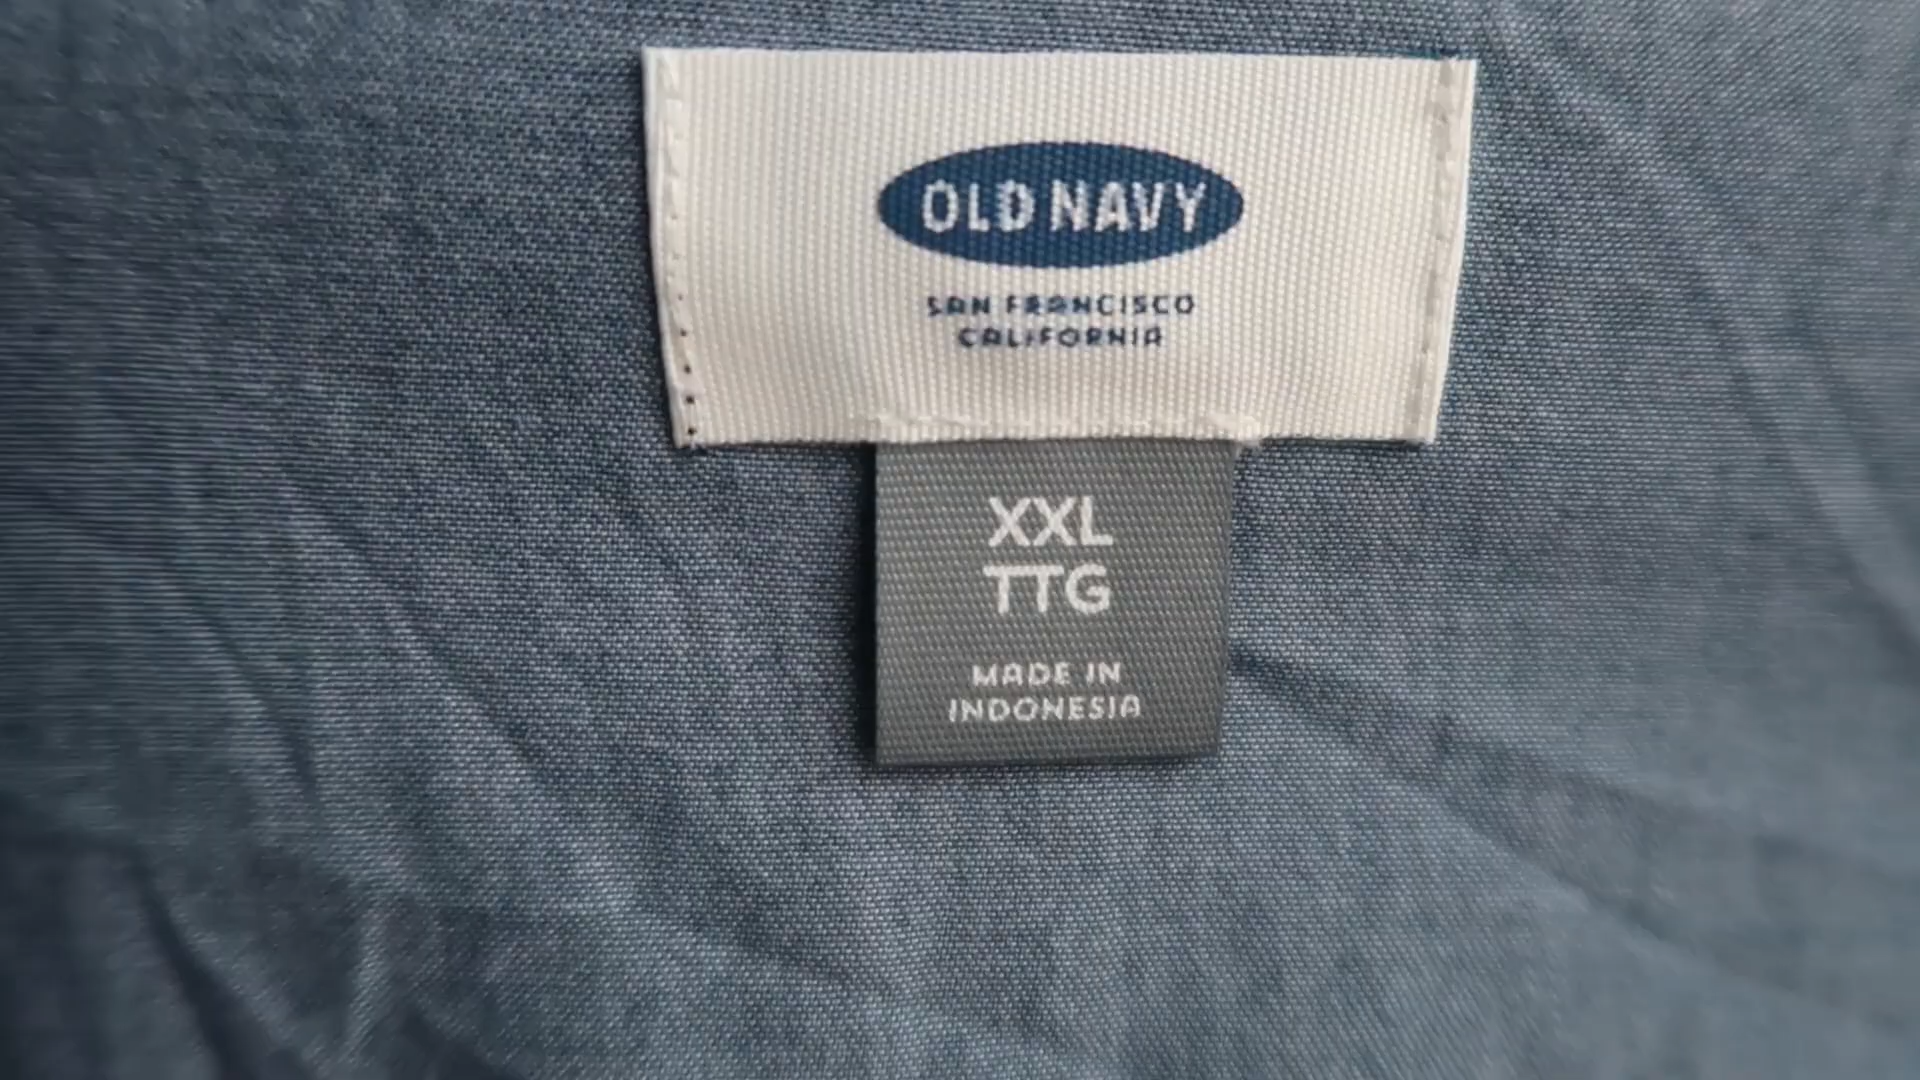 OLD NAVY
SAN FRANCISCO
CALIFORNIA
XXL
TTG
MADE IN
INDONESIA